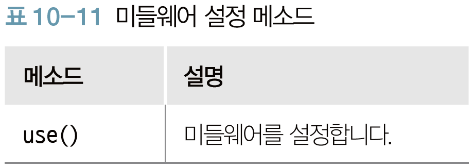 표 10-11 미들웨어 설정 메소드
메소드 설명
use() 미들웨어를 설정합니다.